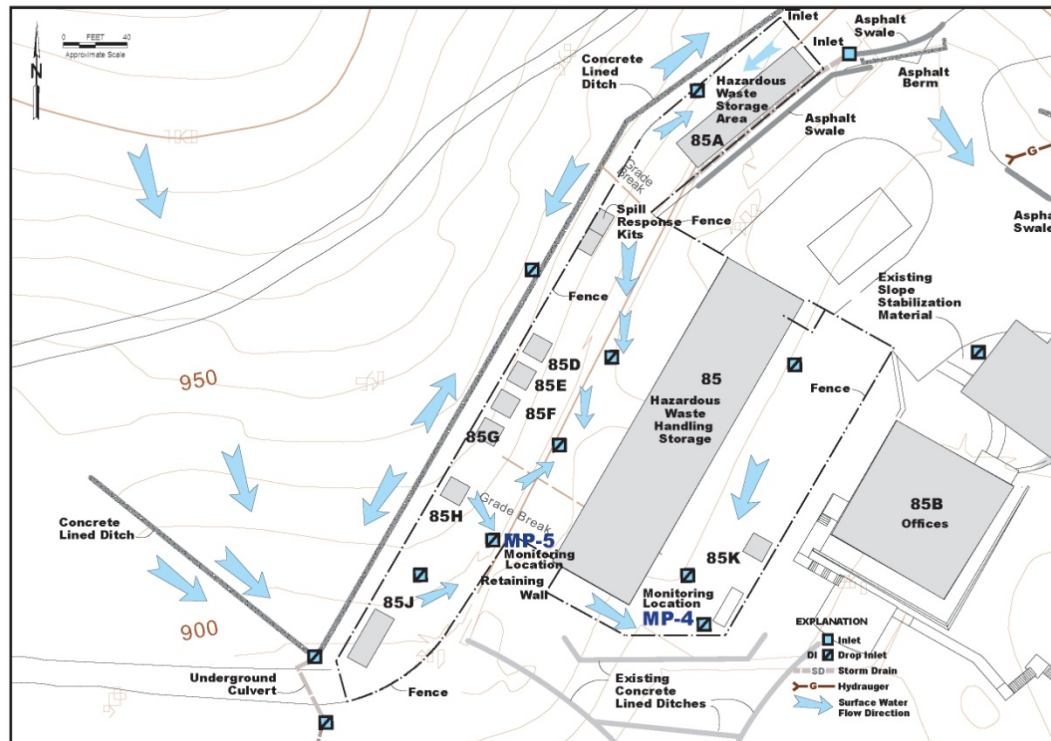 0 FEET 40
Approximate Scale
N
Inlet
Inlet
Asphalt
Swale
Asphalt
Berm
Concrete
Lined
Ditch
Hazardous
Waste
Storage
Area
Asphalt
Swale
85A
Grade
Break
G
Asphalt
Swale
Spill
Response
Kits
Fence
Fence
Existing
Slope
Stabilization
Material
950
85D
85E
85F
85G
85
Hazardous
Waste
Handling
Storage
Fence
85H
Grade Break
85B
Offices
Concrete
Lined Ditch
MP-5
Monitoring
Location
Retaining
Wall
85K
Monitoring
Location
MP-4
85J
900
Underground
Culvert
Fence
Existing
Concrete
Lined Ditches
EXPLANATION
Inlet
DI Drop Inlet
SD Storm Drain
G Hydrauger
Surface Water
Flow Direction